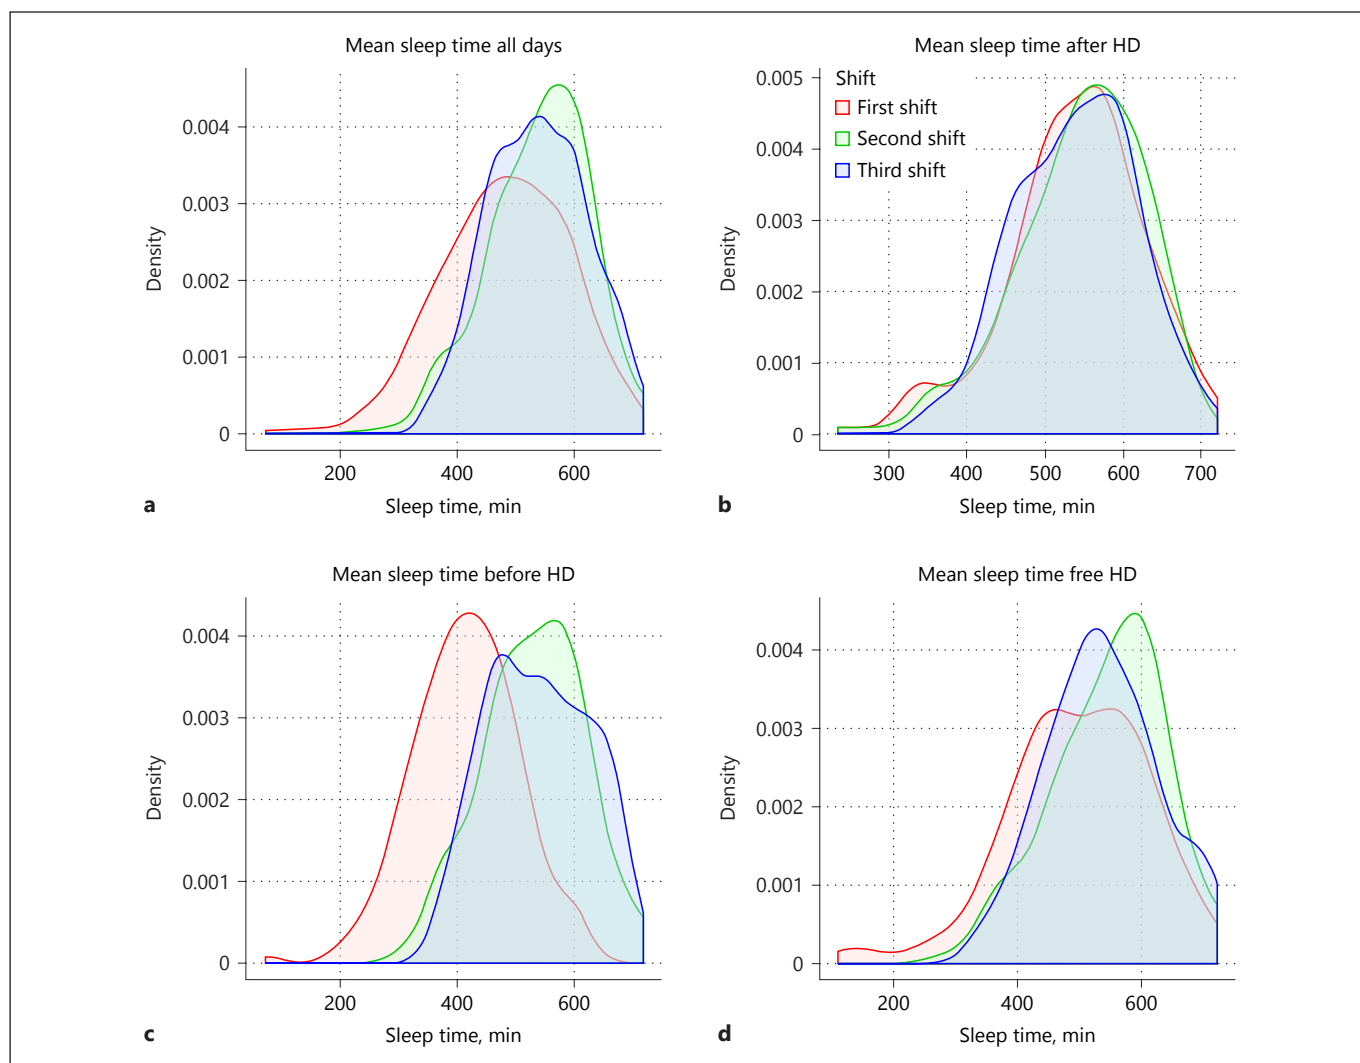 Mean sleep time all days
0.004
0.003
0.002
0.001
0
Density
200 400 600
Sleep time, min
a
Mean sleep time after HD
Shift
First shift
Second shift
Third shift
0.005
0.004
0.003
0.002
0.001
0
Density
300 400 500 600 700
Sleep time, min
b
Mean sleep time before HD
0.004
0.003
0.002
0.001
0
Density
200 400 600
Sleep time, min
c
Mean sleep time free HD
0.004
0.003
0.002
0.001
0
Density
200 400 600
Sleep time, min
d